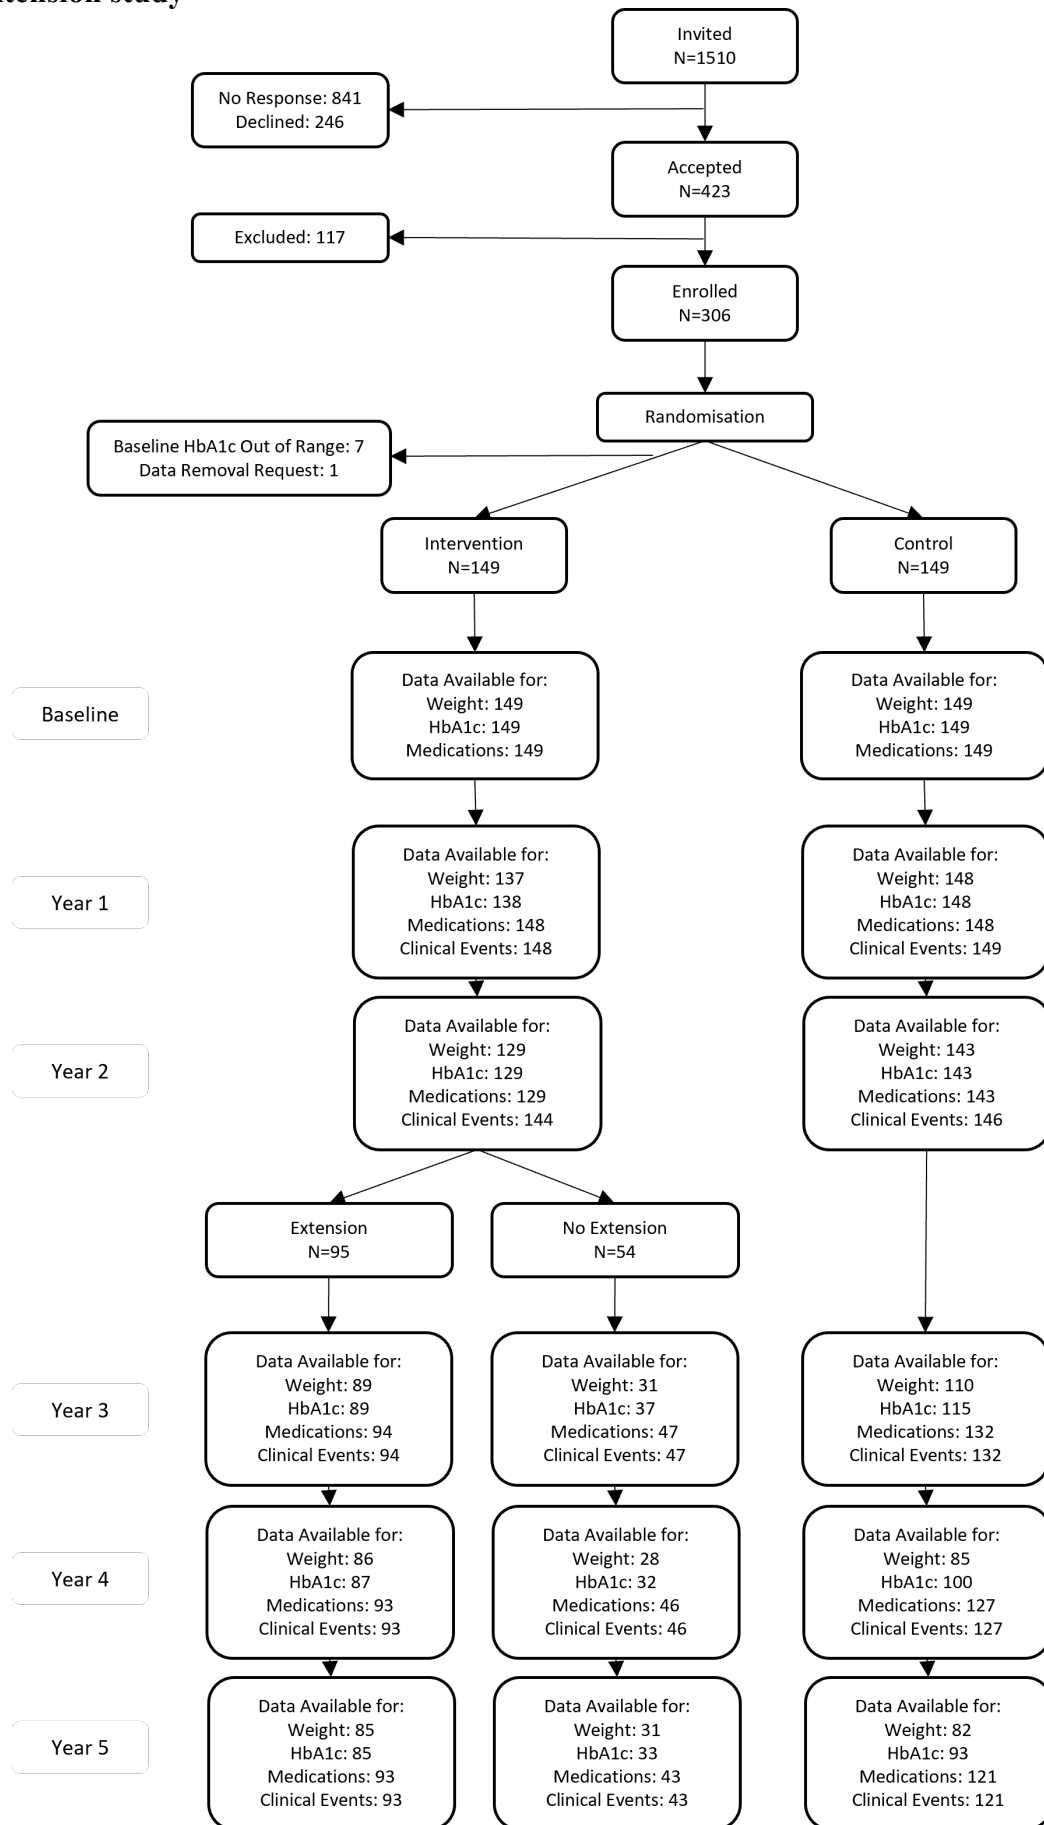 tension study
Invited
N=1510
No Response: 841
Declined: 246
Accepted
N=423
Excluded: 117
Enrolled
N=306
Randomisation
Baseline HbA1c Out of Range: 7
Data Removal Request: 1
Intervention
N=149
Control
N=149
Baseline
Data Available for:
Weight: 149
HbA1c: 149
Medications: 149
Data Available for:
Weight: 149
HbA1c: 149
Medications: 149
Year 1
Data Available for:
Weight: 137
HbA1c: 138
Medications: 148
Clinical Events: 148
Data Available for:
Weight: 148
HbA1c: 148
Medications: 148
Clinical Events: 149
Year 2
Data Available for:
Weight: 129
HbA1c: 129
Medications: 129
Clinical Events: 144
Data Available for:
Weight: 143
HbA1c: 143
Medications: 143
Clinical Events: 146
Extension
N=95
No Extension
N=54
Year 3
Data Available for:
Weight: 89
HbA1c: 89
Medications: 94
Clinical Events: 94
Data Available for:
Weight: 31
HbA1c: 37
Medications: 47
Clinical Events: 47
Data Available for:
Weight: 110
HbA1c: 115
Medications: 132
Clinical Events: 132
Year 4
Data Available for:
Weight: 86
HbA1c: 87
Medications: 93
Clinical Events: 93
Data Available for:
Weight: 28
HbA1c: 32
Medications: 46
Clinical Events: 46
Data Available for:
Weight: 85
HbA1c: 100
Medications: 127
Clinical Events: 127
Year 5
Data Available for:
Weight: 85
HbA1c: 85
Medications: 93
Clinical Events: 93
Data Available for:
Weight: 31
HbA1c: 33
Medications: 43
Clinical Events: 43
Data Available for:
Weight: 82
HbA1c: 93
Medications: 121
Clinical Events: 121